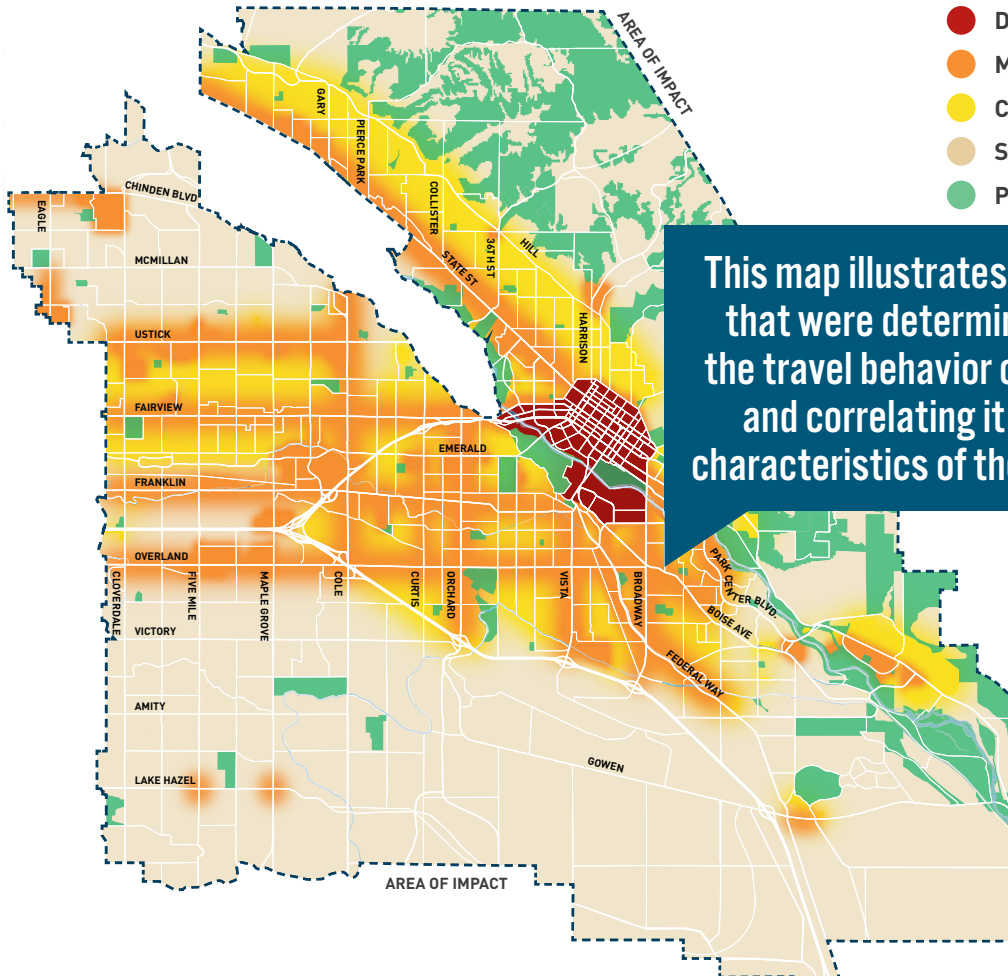 AREA OF IMPACT
D
M
C
S
P
This map illustrates
that were determin
the travel behavior o
and correlating it
characteristics of the
GARY
PIERCE PARK
COLLISTER
36TH ST
HILL
STATE ST
HARRISON
CHINDEN BLVD
EAGLE
MCMILLAN
USTICK
FAIRVIEW
EMERALD
FRANKLIN
OVERLAND
CLOVERDALE
FIVE MILE
MAPLE GROVE
COLE
CURTIS
ORCHARD
VISTA
BROADWAY
PARK CENTER BLVD.
BOISE AVE
VICTORY
FEDERAL WAY
AMITY
GOWEN
LAKE HAZEL
AREA OF IMPACT